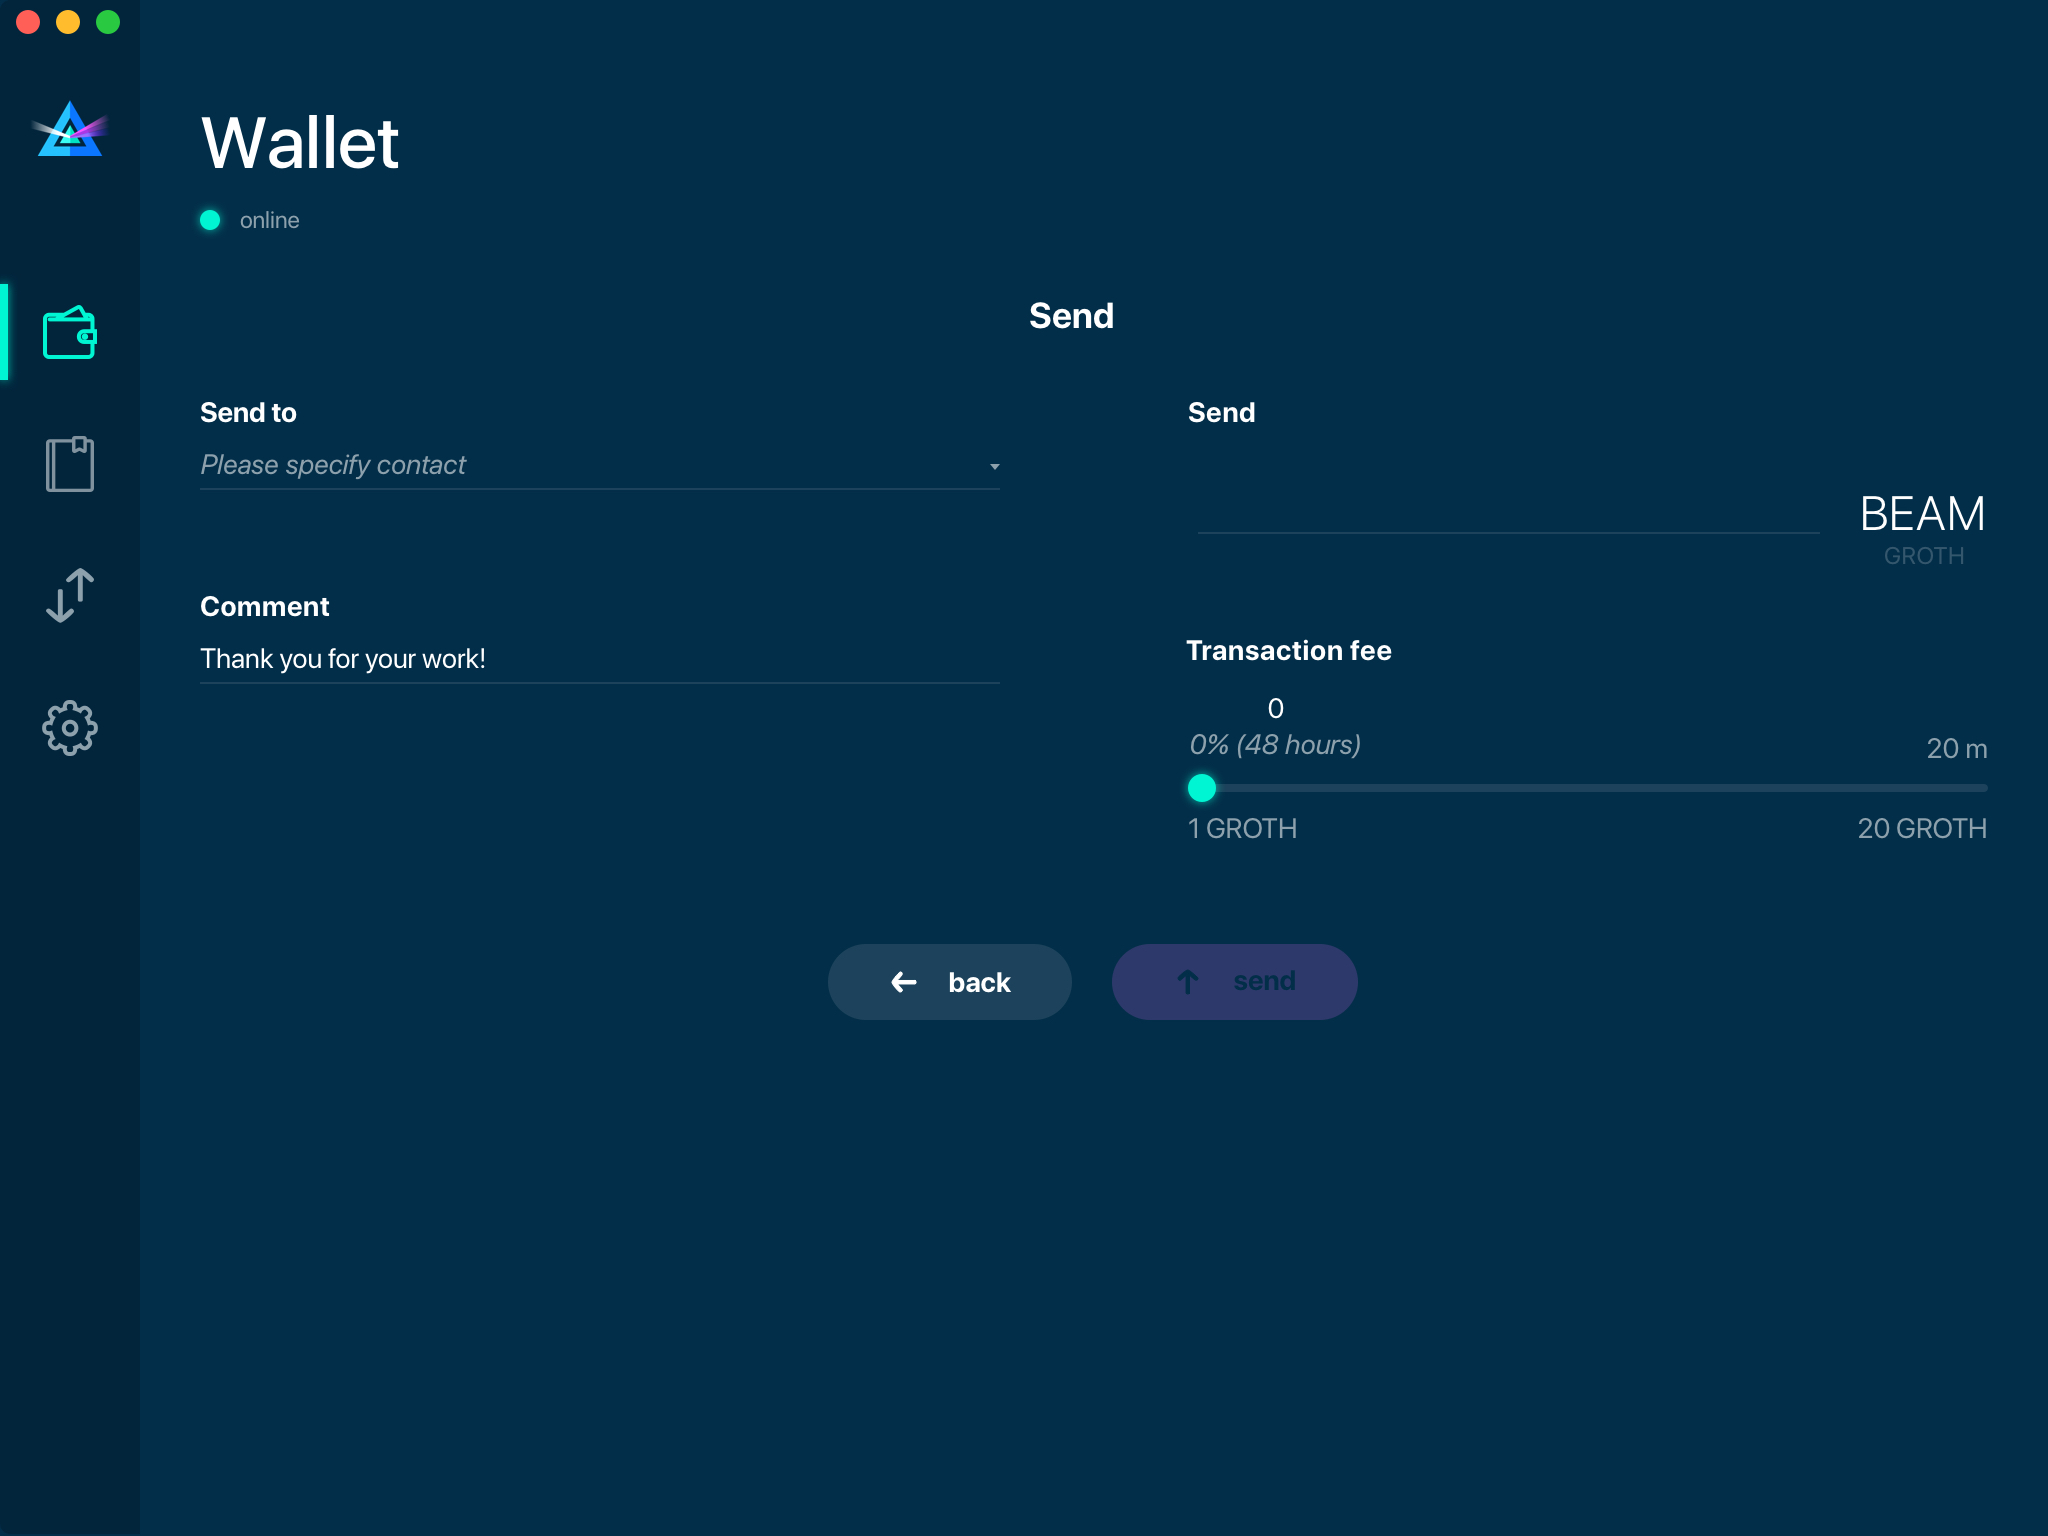 Wallet
online
Send
Send to
Please specify contact
Comment
Thank you for your work!
Send
BEAM
GROTH
Transaction fee
0
0% (48 hours)
20 m
1 GROTH
20 GROTH
back
send